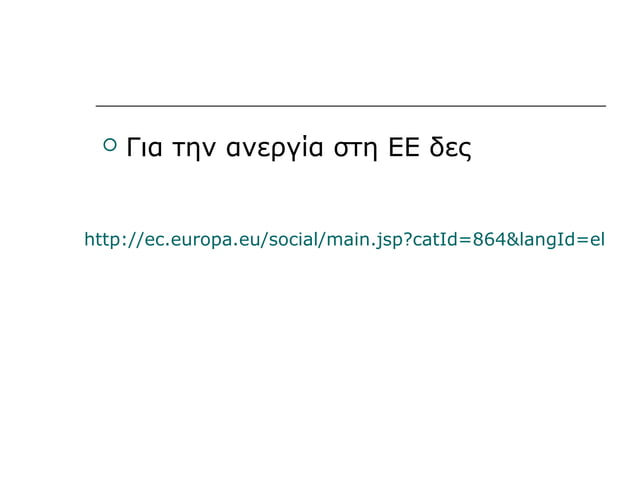 Για την ανεργία στη ΕΕ δες
http://ec.europa.eu/social/main.jsp?catId=864&langId=el